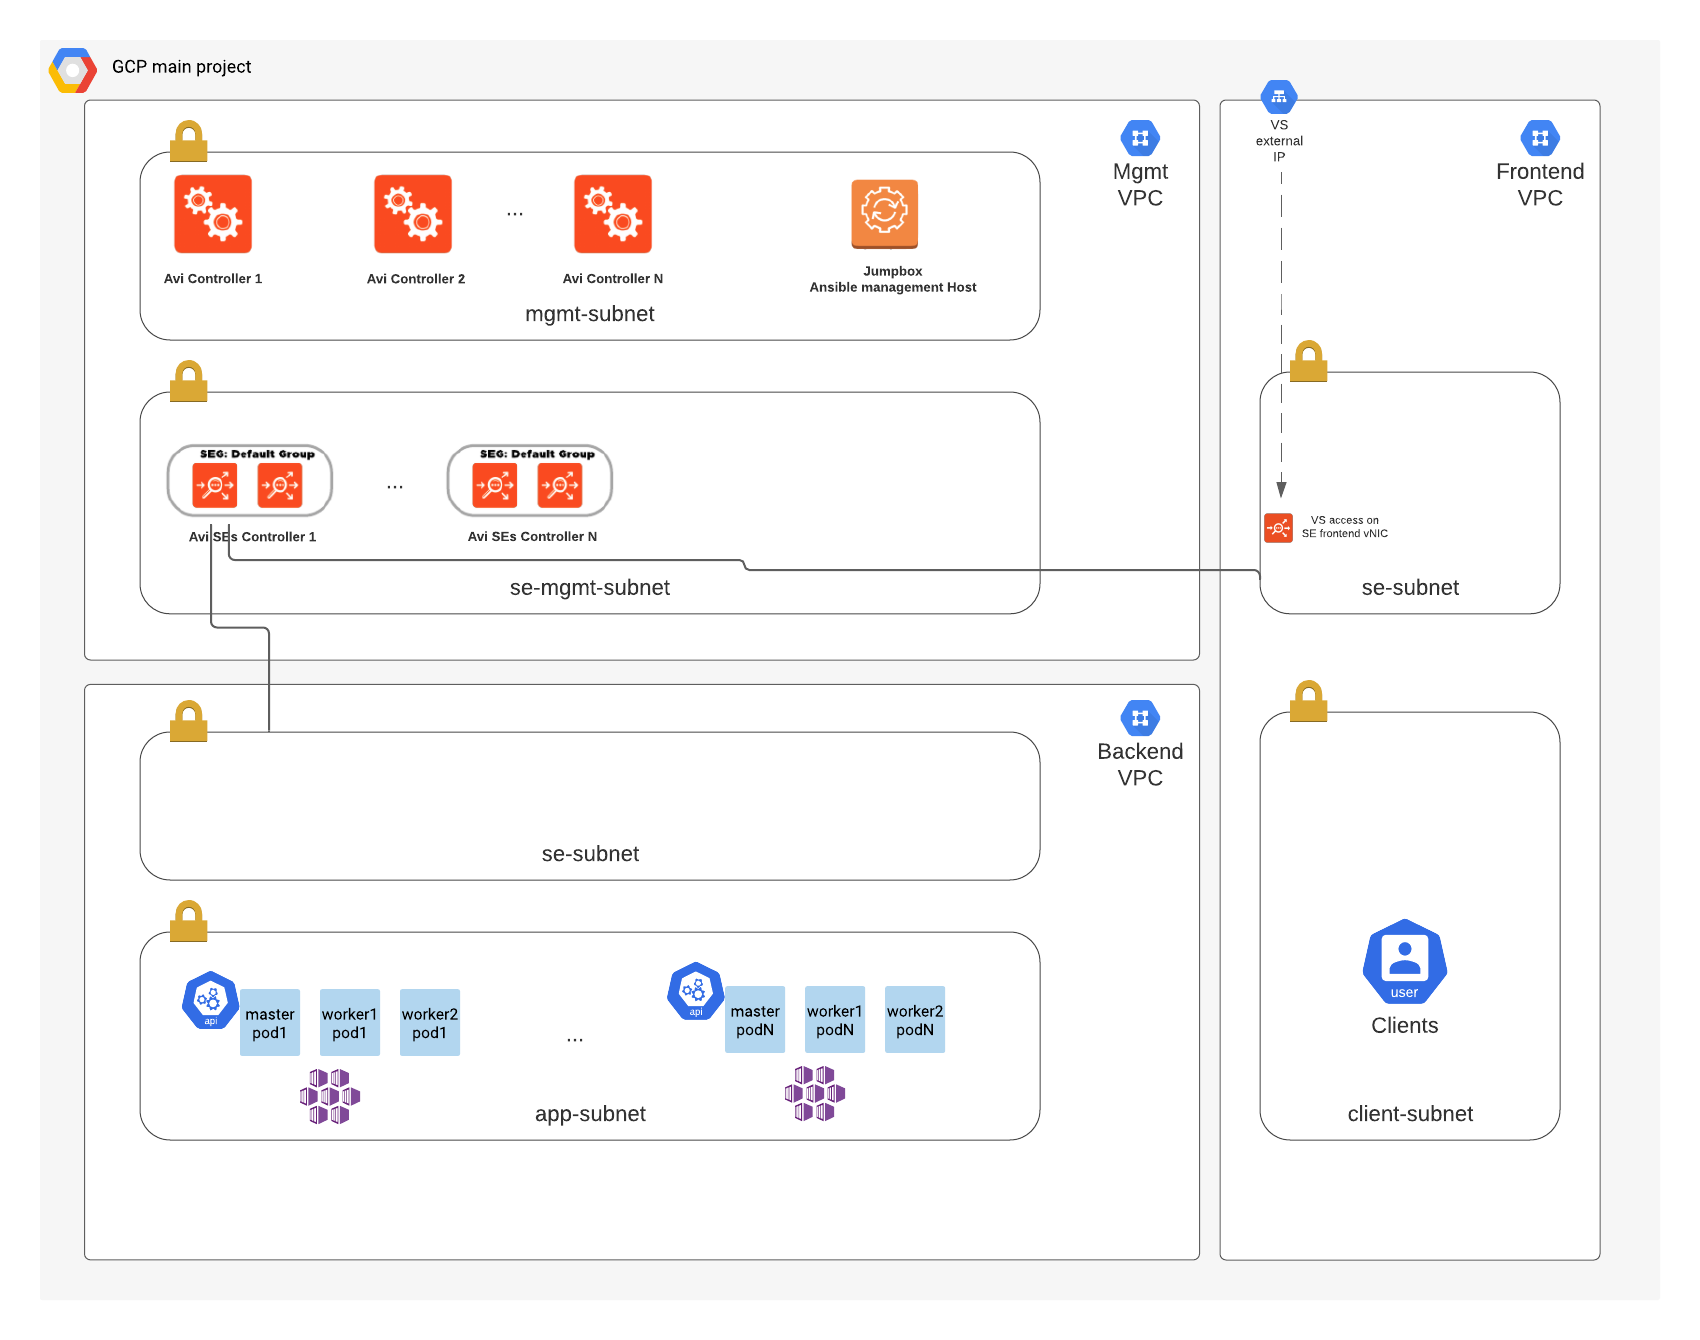 GCP main project
Mgmt
VPC
Avi Controller 1
Avi Controller 2
...
Avi Controller N
Jumpbox
Ansible management Host
mgmt-subnet
SEG: Default Group
...
SEG: Default Group
Avi SEs Controller 1
Avi SEs Controller N
se-mgmt-subnet
VS
external
IP
Frontend
VPC
VS access on
SE frontend vNIC
se-subnet
Backend
VPC
se-subnet
api
master
pod1
worker1
pod1
worker2
pod1
...
api
master
podN
worker1
podN
worker2
podN
app-subnet
user
Clients
client-subnet